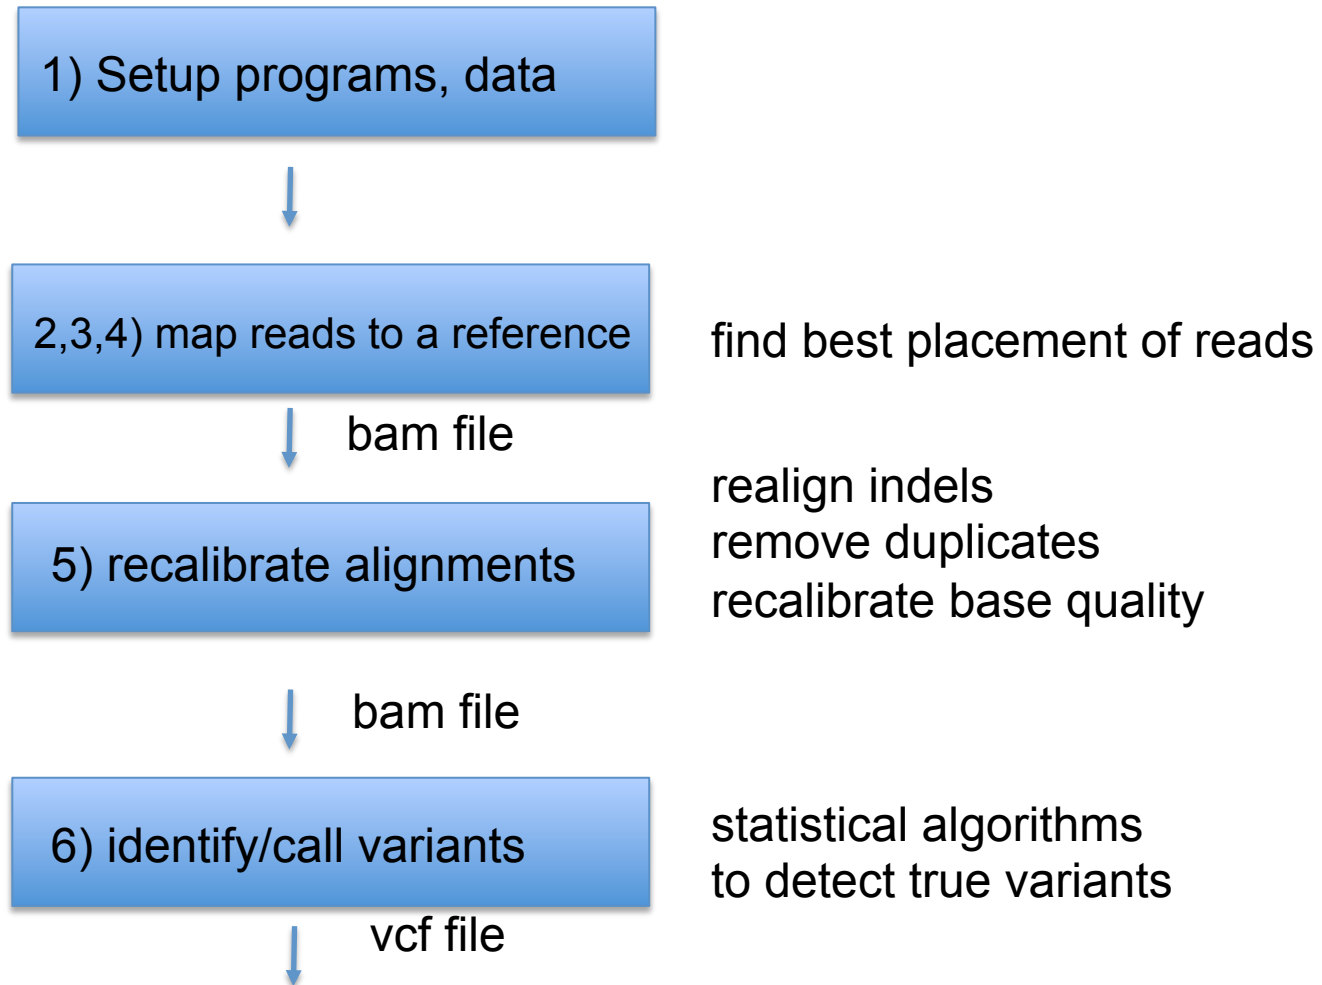 1) Setup programs, data
2,3,4) map reads to a reference
find best placement of reads
bam file
5) recalibrate alignments
realign indels
remove duplicates
recalibrate base quality
bam file
6) identify/call variants
statistical algorithms
to detect true variants
vcf file